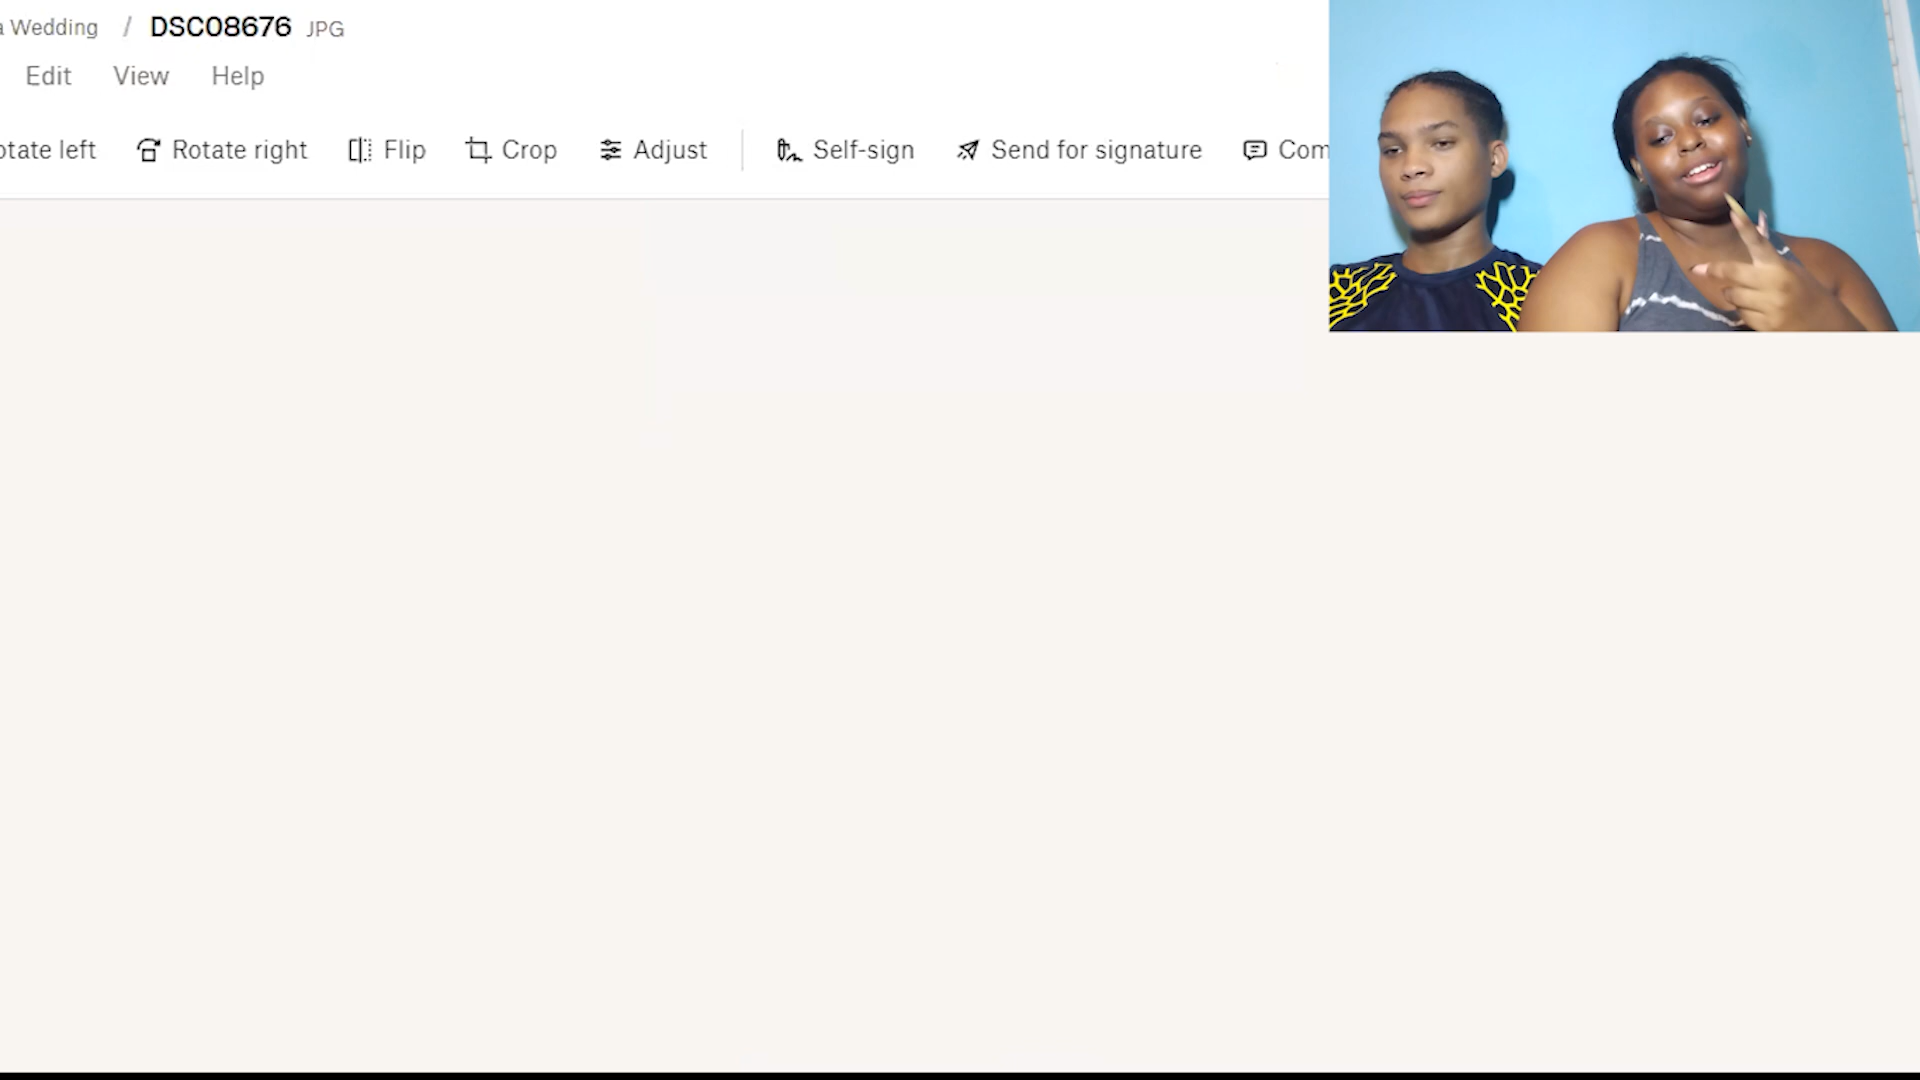 a Wedding / DSC08676 JPG
Edit View Help
otate left Rotate right Flip Crop Adjust Self-sign Send for signature Com